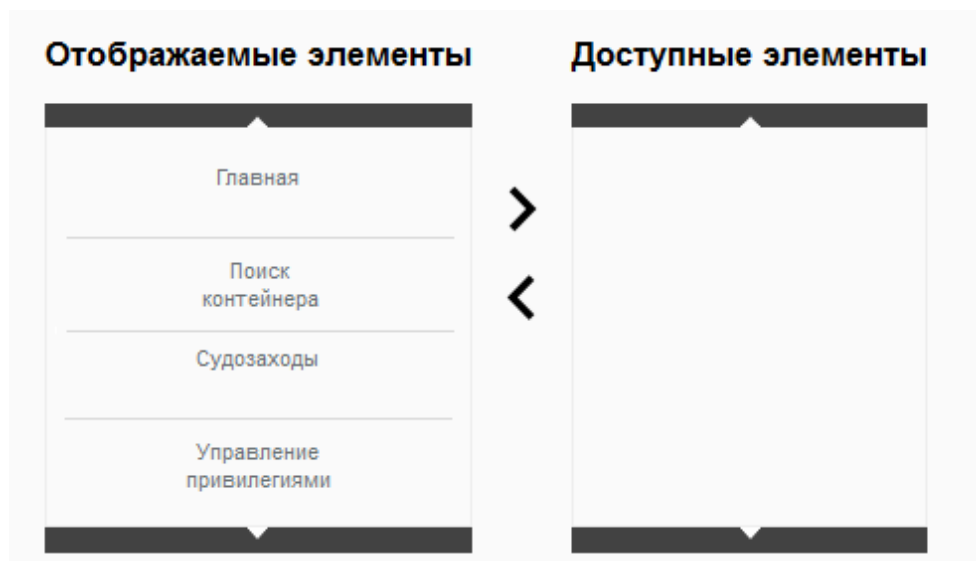 Отображаемые элементы
Доступные элементы
Главная
Поиск
контейнера
Судозаходы
Управление
привилегиями